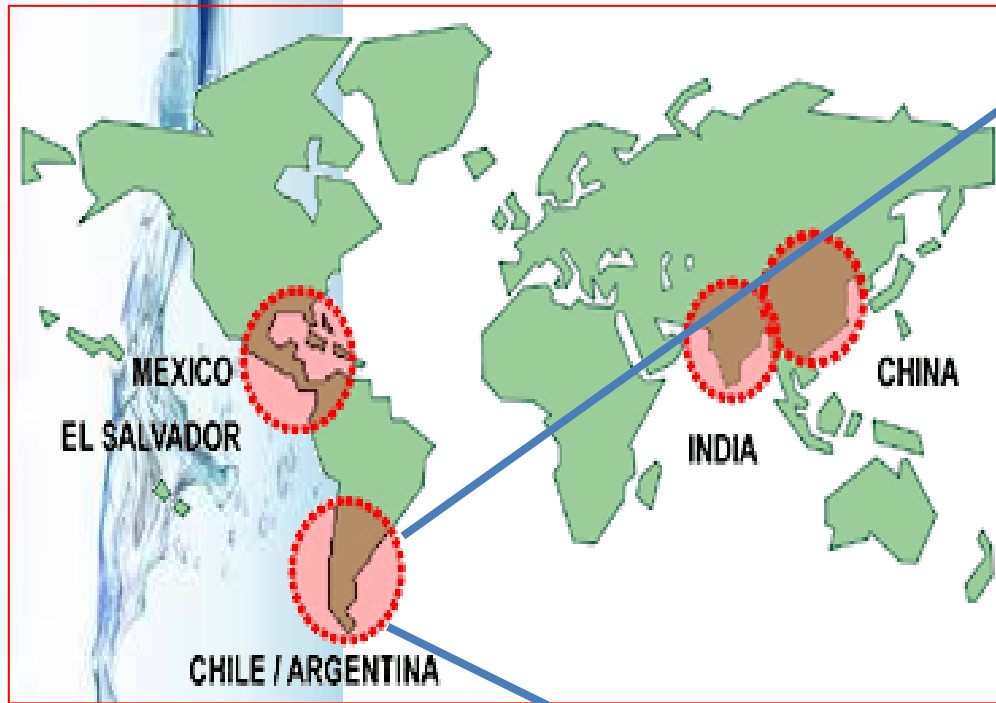 MEXICO
EL SALVADOR
CHINA
INDIA
CHILE / ARGENTINA